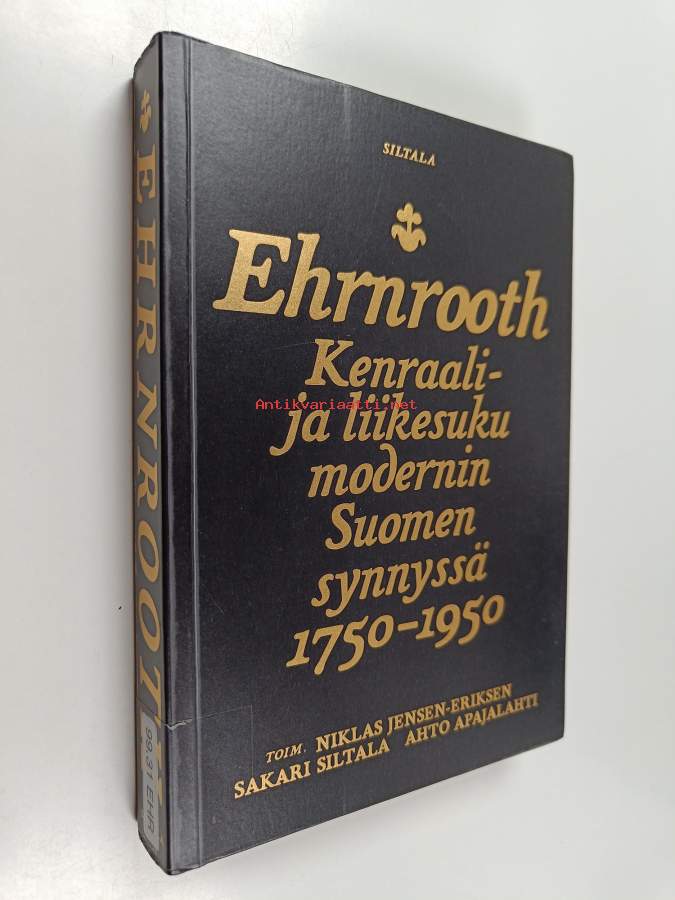 SILTALA
Ehrnrooth
Kenraali-
ja liikesuku
modernin
Suomen
synnyssä
1750–1950
TOIM. NIKLAS JENSEN-ERIKSEN
SAKARI SILTALA AHTO APAJALAHTI
EHRNROOT
99.31 EHR
Antikvariaatti.net